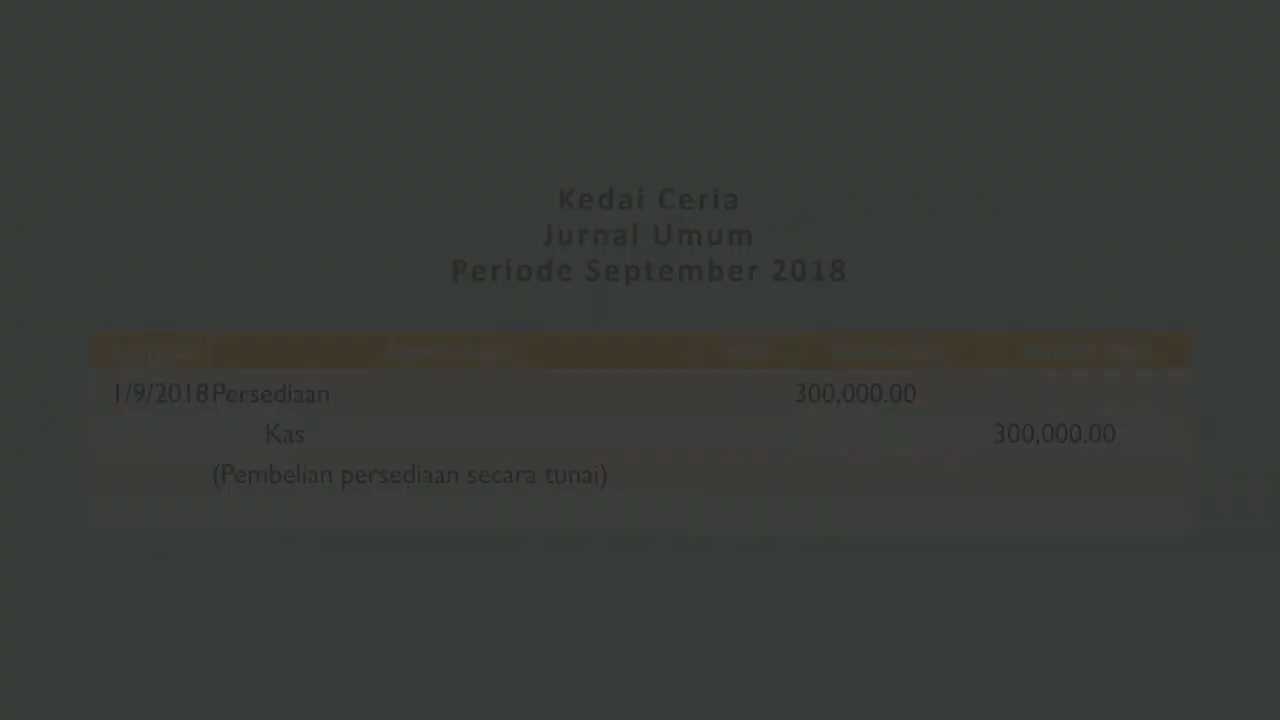 Kedai Ceria
Jurnal Umum
Periode September 2018
1/9/2018 Persediaan 300,000.00
Kas 300,000.00
(Pembelian persediaan secara tunai)